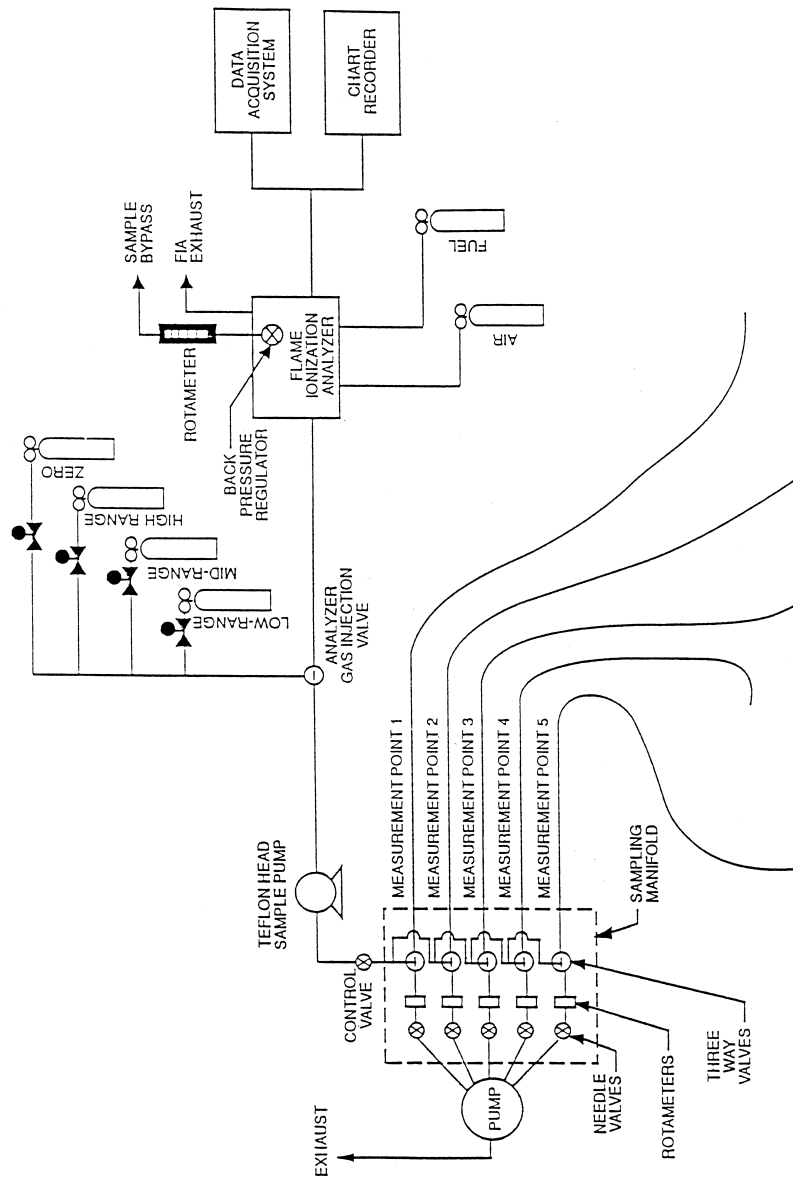 DATA
ACQUISITION
SYSTEM
CHART
RECORDER
SAMPLE
BYPASS
FIA
EXHAUST
ROTAMETER
FLAME
IONIZATION
ANALYZER
BACK
PRESSURE
REGULATOR
FUEL
AIR
ZERO
HIGH RANGE
MID-RANGE
LOW-RANGE
ANALYZER
GAS INJECTION
VALVE
TEFLON HEAD
SAMPLE PUMP
CONTROL
VALVE
MEASUREMENT POINT 1
MEASUREMENT POINT 2
MEASUREMENT POINT 3
MEASUREMENT POINT 4
MEASUREMENT POINT 5
SAMPLING
MANIFOLD
THREE
WAY
VALVES
ROTAMETERS
NEEDLE
VALVES
PUMP
EXHAUST